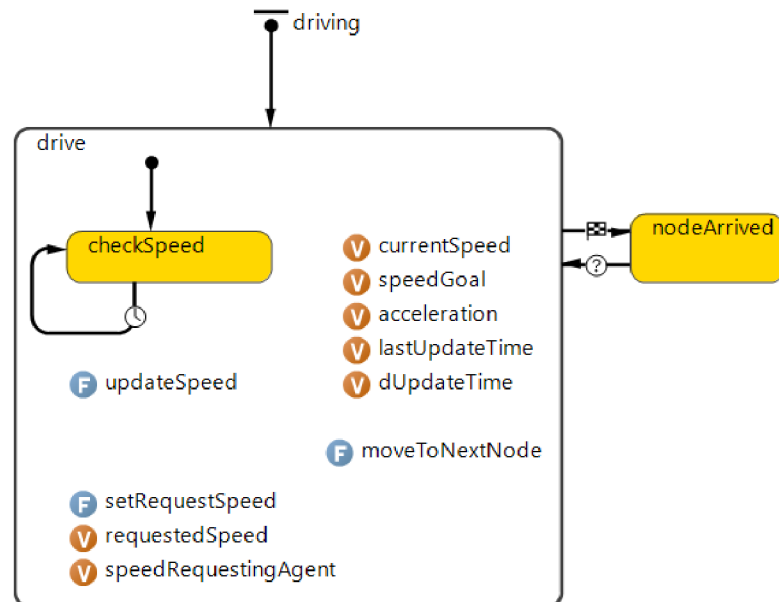 driving
drive
checkSpeed
nodeArrived
V currentSpeed
V speedGoal
V acceleration
V lastUpdateTime
V dUpdateTime
?
F updateSpeed
F moveToNextNode
F setRequestSpeed
V requestedSpeed
V speedRequestingAgent